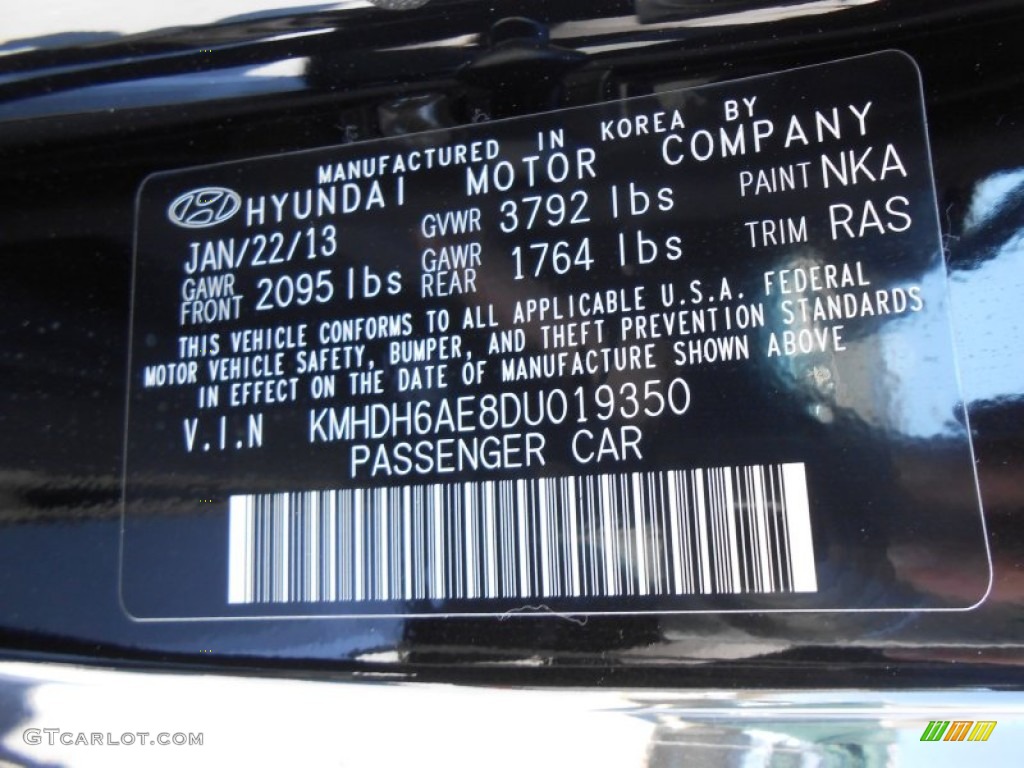 MANUFACTURED IN KOREA BY
HYUNDAI MOTOR COMPANY
JAN/22/13 GVWR 3792 lbs PAINT NKA
GAWR FRONT 2095 lbs GAWR REAR 1764 lbs TRIM RAS
THIS VEHICLE CONFORMS TO ALL APPLICABLE U.S.A. FEDERAL
MOTOR VEHICLE SAFETY, BUMPER, AND THEFT PREVENTION STANDARDS
IN EFFECT ON THE DATE OF MANUFACTURE SHOWN ABOVE
V.I.N KMHDH6AE8DU019350
PASSENGER CAR
GTCARLOT.COM